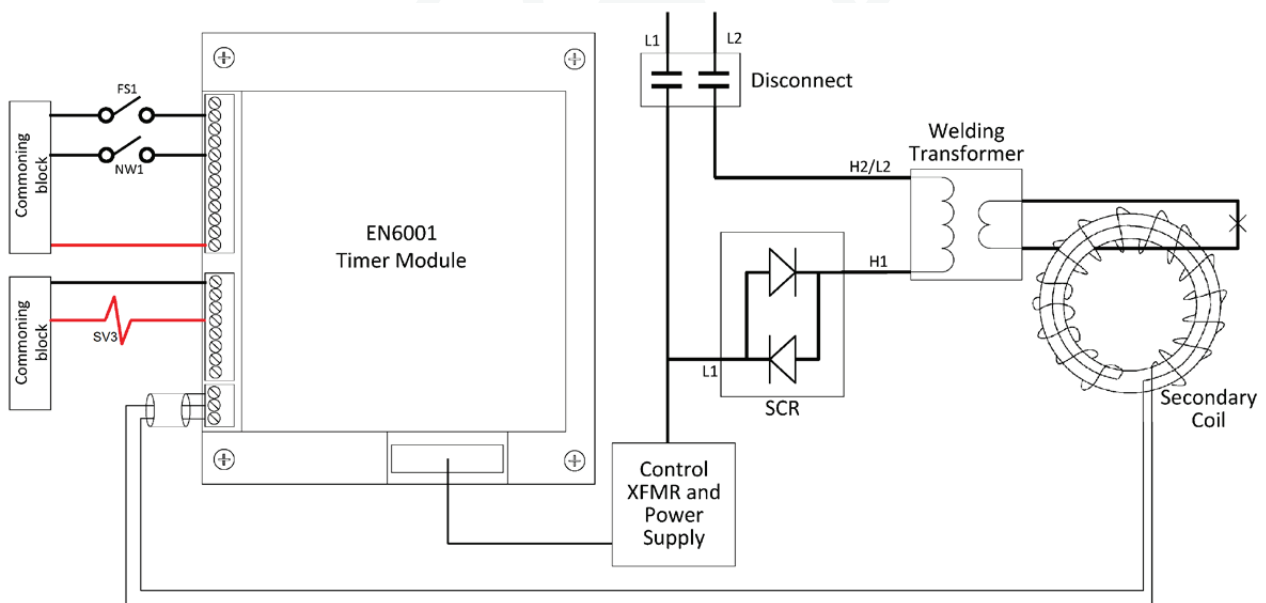 L1
L2
Disconnect
FS1
NW1
Commoning
block
EN6001
Timer Module
Welding
Transformer
H2/L2
H1
L1
SCR
SV3
Commoning
block
Secondary
Coil
Control
XFMR and
Power
Supply